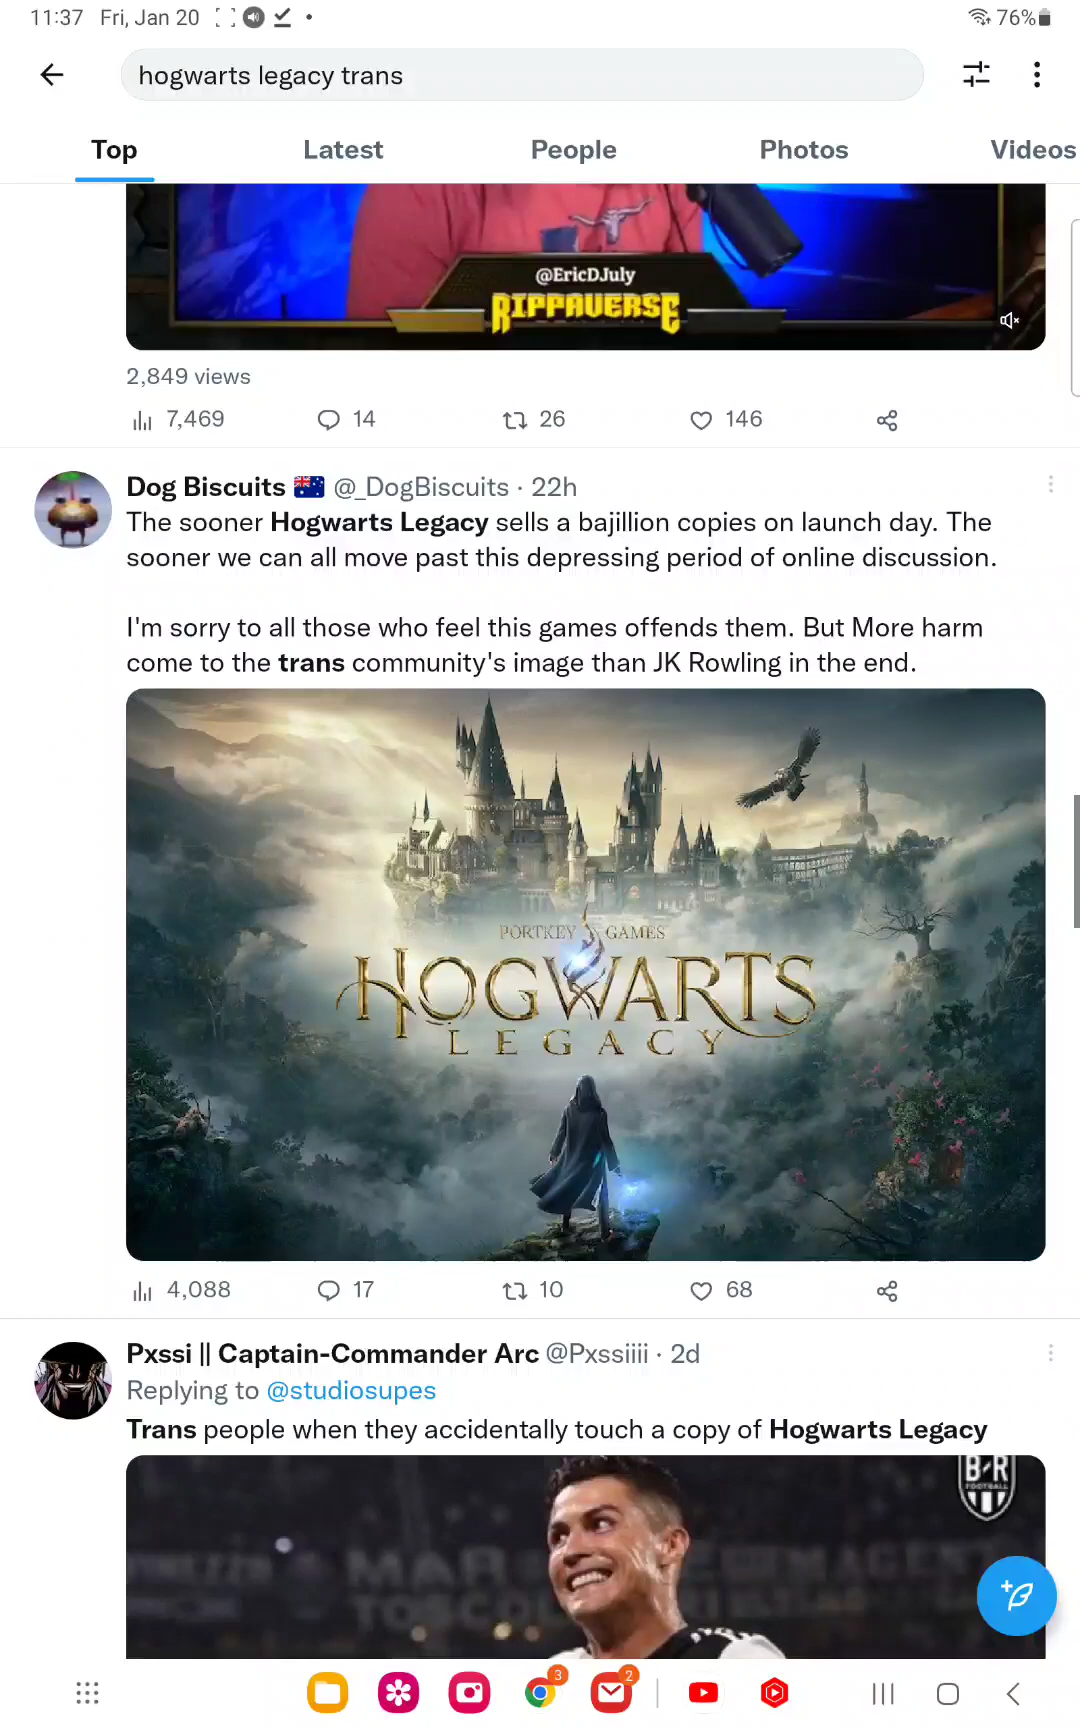 11:37 Fri, Jan 20
76%
hogwarts legacy trans
Top Latest People Photos Videos
@EricDJuly
RIPPAVERSE
2,849 views
7,469 14 26 146
Dog Biscuits @_DogBiscuits · 22h
The sooner Hogwarts Legacy sells a bajillion copies on launch day. The
sooner we can all move past this depressing period of online discussion.
I'm sorry to all those who feel this games offends them. But More harm
come to the trans community's image than JK Rowling in the end.
PORTKEY GAMES
HOGWARTS
LEGACY
4,088 17 10 68
Pxssi || Captain-Commander Arc @Pxssiiii · 2d
Replying to @studiosupes
Trans people when they accidentally touch a copy of Hogwarts Legacy
B/R
FOOTBALL
3 2